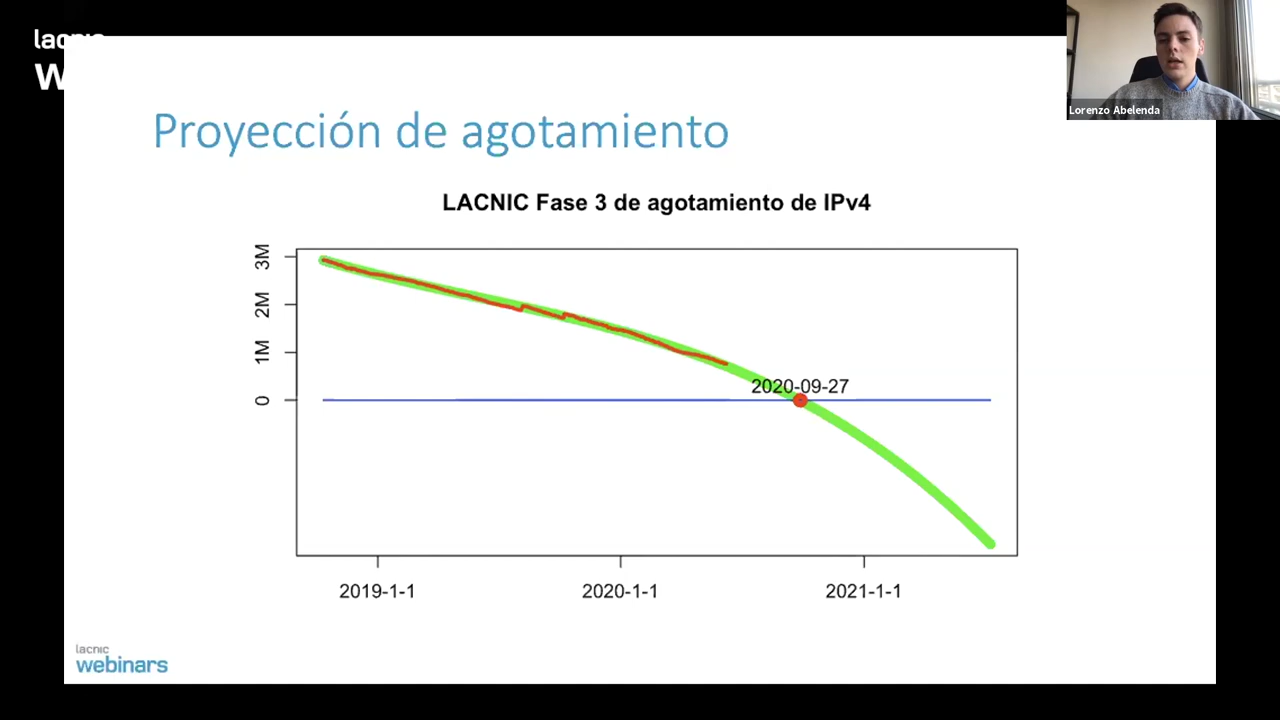 lacnic
W
Lorenzo Abelenda
Proyección de agotamiento
LACNIC Fase 3 de agotamiento de IPv4
3M
2M
1M
0
2020-09-27
2019-1-1
2020-1-1
2021-1-1
lacnic
webinars